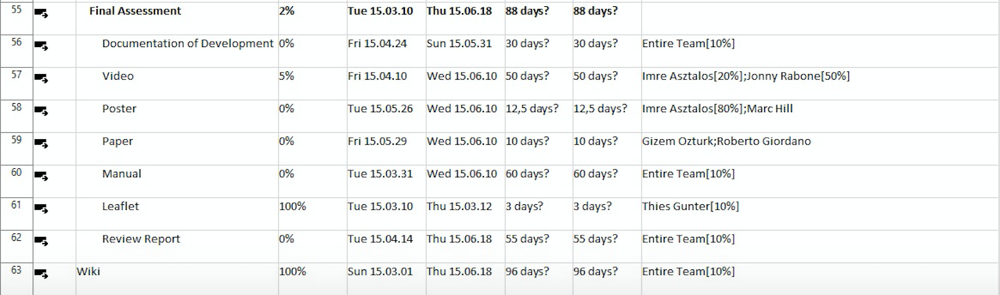 55 Final Assessment 2% Tue 15.03.10 Thu 15.06.18 88 days? 88 days?
56 Documentation of Development 0% Fri 15.04.24 Sun 15.05.31 30 days? 30 days? Entire Team[10%]
57 Video 5% Fri 15.04.10 Wed 15.06.10 50 days? 50 days? Imre Asztalos[20%];Jonny Rabone[50%]
58 Poster 0% Tue 15.05.26 Wed 15.06.10 12,5 days? 12,5 days? Imre Asztalos[80%];Marc Hill
59 Paper 0% Fri 15.05.29 Wed 15.06.10 10 days? 10 days? Gizem Ozturk;Roberto Giordano
60 Manual 0% Tue 15.03.31 Wed 15.06.10 60 days? 60 days? Entire Team[10%]
61 Leaflet 100% Tue 15.03.10 Thu 15.03.12 3 days? 3 days? Thies Gunter[10%]
62 Review Report 0% Tue 15.04.14 Thu 15.06.18 55 days? 55 days? Entire Team[10%]
63 Wiki 100% Sun 15.03.01 Thu 15.06.18 96 days? 96 days? Entire Team[10%]